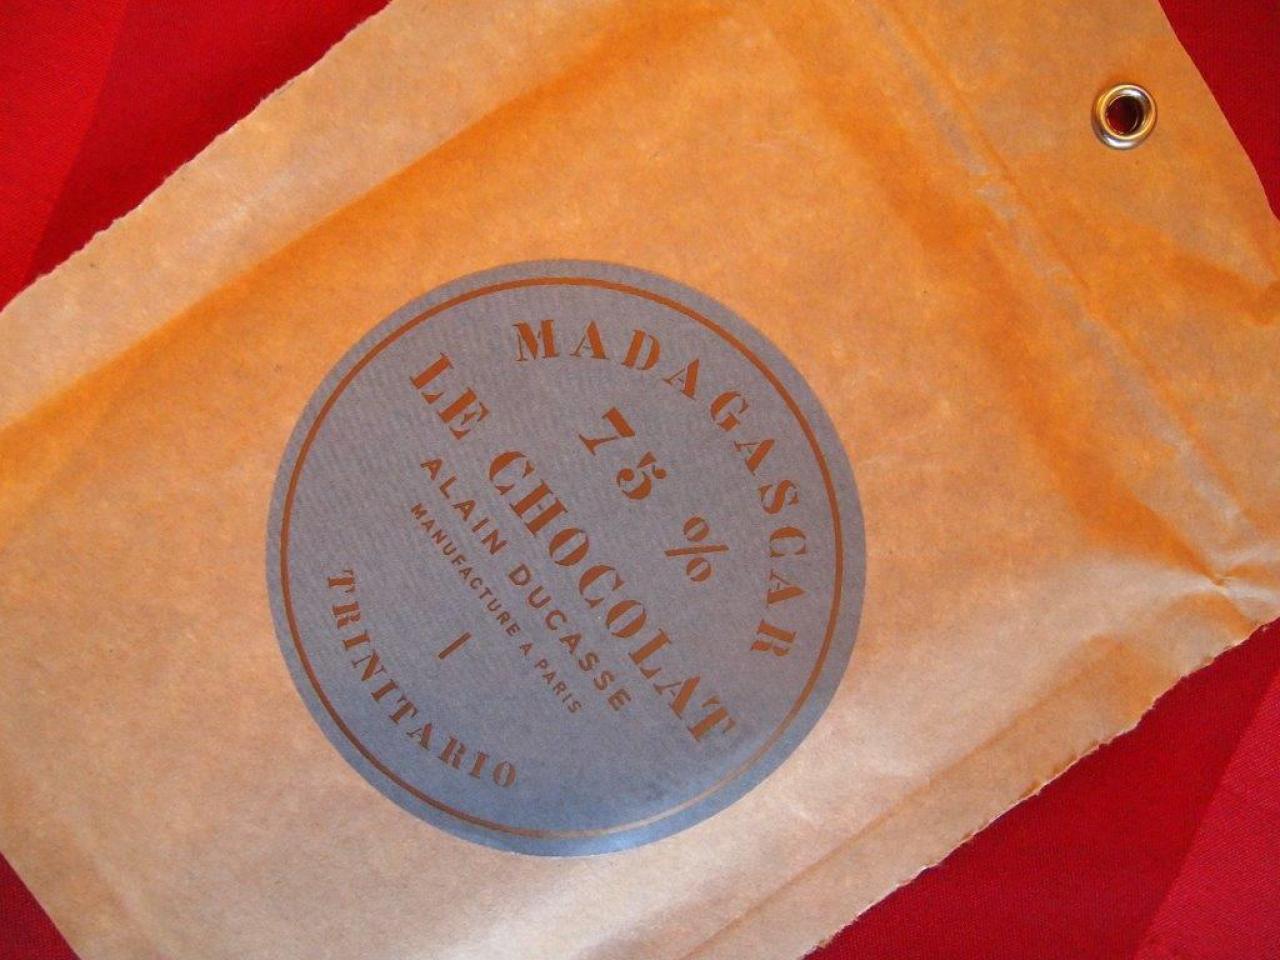 MADAGASCAR
75 %
LE CHOCOLAT
ALAIN DUCASSE
MANUFACTURE A PARIS
TRINITARIO